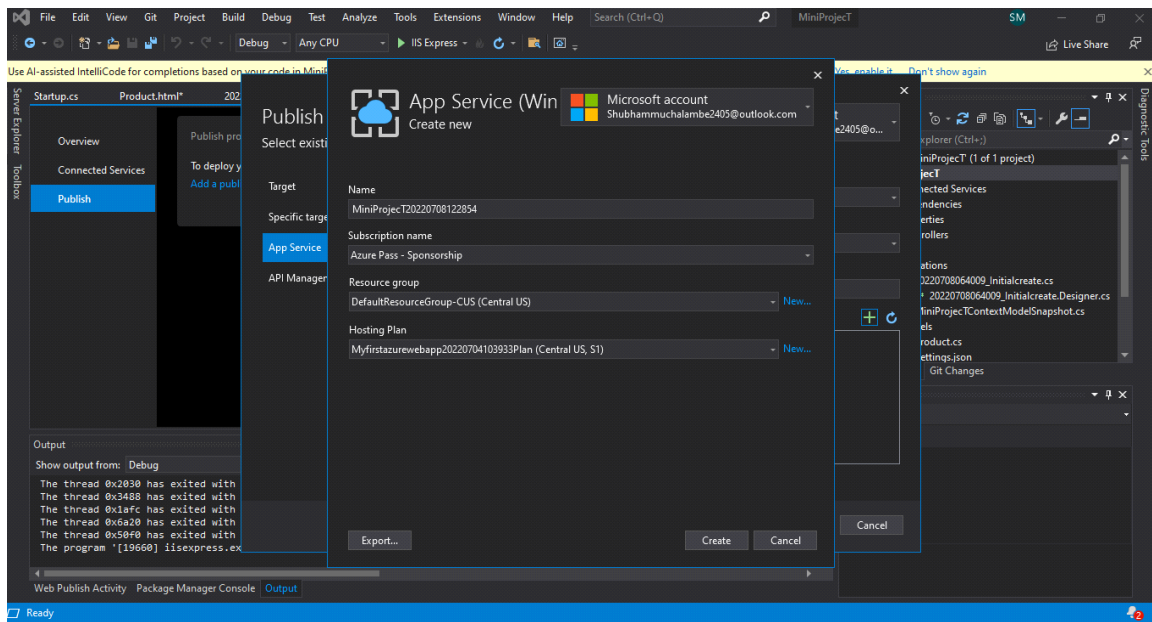 File Edit View Git Project Build Debug Test Analyze Tools Extensions Window Help Search (Ctrl+Q) MiniProjecT SM
Debug Any CPU IIS Express Live Share
Use AI-assisted IntelliCode for completions based on your code in MiniP Yes, enable it Don't show again
Server Explorer
Toolbox
Startup.cs Product.html* 202
Overview
Connected Services
Publish
Publish pro
To deploy y
Add a publ
Publish
Select existi
Target
Specific targe
App Service
API Manager
App Service (Win
Create new
Microsoft account
Shubhammuchalambe2405@outlook.com
Name
MiniProjecT20220708122854
Subscription name
Azure Pass - Sponsorship
Resource group
DefaultResourceGroup-CUS (Central US) New...
Hosting Plan
Myfirstazurewebapp20220704103933Plan (Central US, S1) New...
Export... Create Cancel
t
e2405@o...
Cancel
xplorer (Ctrl+;)
iniProjecT' (1 of 1 project)
jecT
nected Services
endencies
erties
rollers
ations
0220708064009_Initialcreate.cs
20220708064009_Initialcreate.Designer.cs
MiniProjecTContextModelSnapshot.cs
els
roduct.cs
ettings.json
Git Changes
Diagnostic Tools
Output
Show output from: Debug
The thread 0x2030 has exited with
The thread 0x3488 has exited with
The thread 0x1afc has exited with
The thread 0x6a20 has exited with
The thread 0x50f0 has exited with
The program '[19660] iisexpress.ex
Web Publish Activity Package Manager Console Output
Ready 2